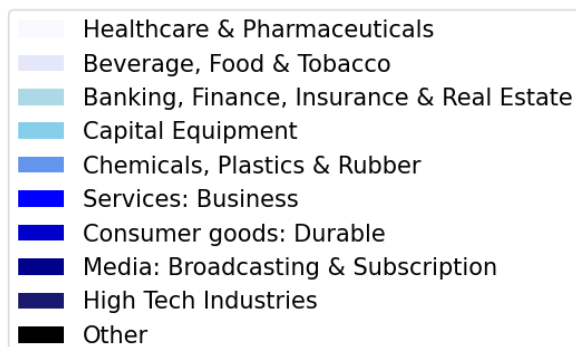 Healthcare & Pharmaceuticals
Beverage, Food & Tobacco
Banking, Finance, Insurance & Real Estate
Capital Equipment
Chemicals, Plastics & Rubber
Services: Business
Consumer goods: Durable
Media: Broadcasting & Subscription
High Tech Industries
Other